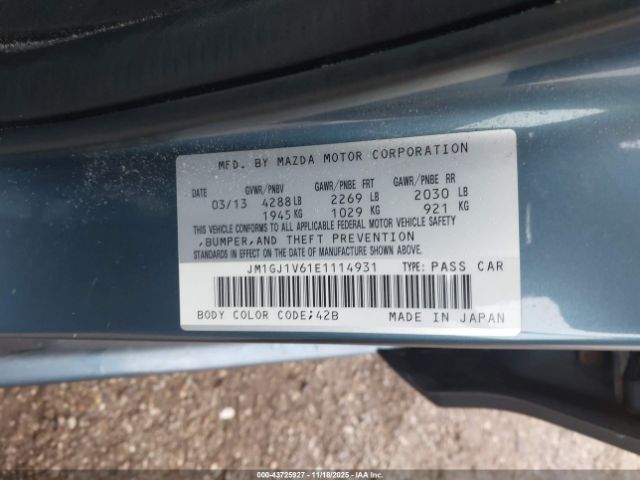 MFD. BY MAZDA MOTOR CORPORATION
DATE GVWR/PNBV GAWR/PNBE FRT GAWR/PNBE RR
03/13 4288 LB 2269 LB 2030 LB
1945 KG 1029 KG 921 KG
THIS VEHICLE CONFORMS TO ALL APPLICABLE FEDERAL MOTOR VEHICLE SAFETY
,BUMPER,AND THEFT PREVENTION
STANDARDS IN EFFECT ON THE DATE OF MANUFACTURE SHOWN ABOVE.
JM1GJ1V61E1114931 TYPE: PASS CAR
BODY COLOR CODE;42B MADE IN JAPAN
000-43725927 - 11/18/2025 - IAAI.COM